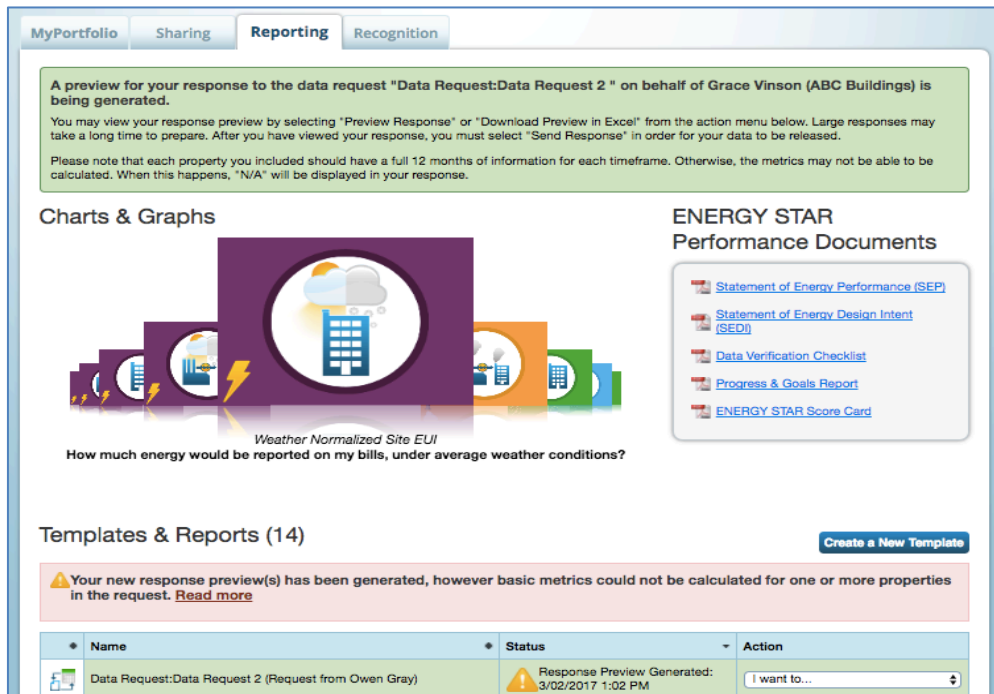 MyPortfolio Sharing Reporting Recognition
A preview for your response to the data request "Data Request:Data Request 2 " on behalf of Grace Vinson (ABC Buildings) is
being generated.
You may view your response preview by selecting "Preview Response" or "Download Preview in Excel" from the action menu below. Large responses may
take a long time to prepare. After you have viewed your response, you must select "Send Response" in order for your data to be released.
Please note that each property you included should have a full 12 months of information for each timeframe. Otherwise, the metrics may not be able to be
calculated. When this happens, "N/A" will be displayed in your response.
Charts & Graphs
Weather Normalized Site EUI
How much energy would be reported on my bills, under average weather conditions?
ENERGY STAR
Performance Documents
Statement of Energy Performance (SEP)
Statement of Energy Design Intent
(SEDI)
Data Verification Checklist
Progress & Goals Report
ENERGY STAR Score Card
Templates & Reports (14)
Create a New Template
Your new response preview(s) has been generated, however basic metrics could not be calculated for one or more properties
in the request. Read more
Name Status Action
Data Request:Data Request 2 (Request from Owen Gray)
Response Preview Generated:
3/02/2017 1:02 PM
I want to...